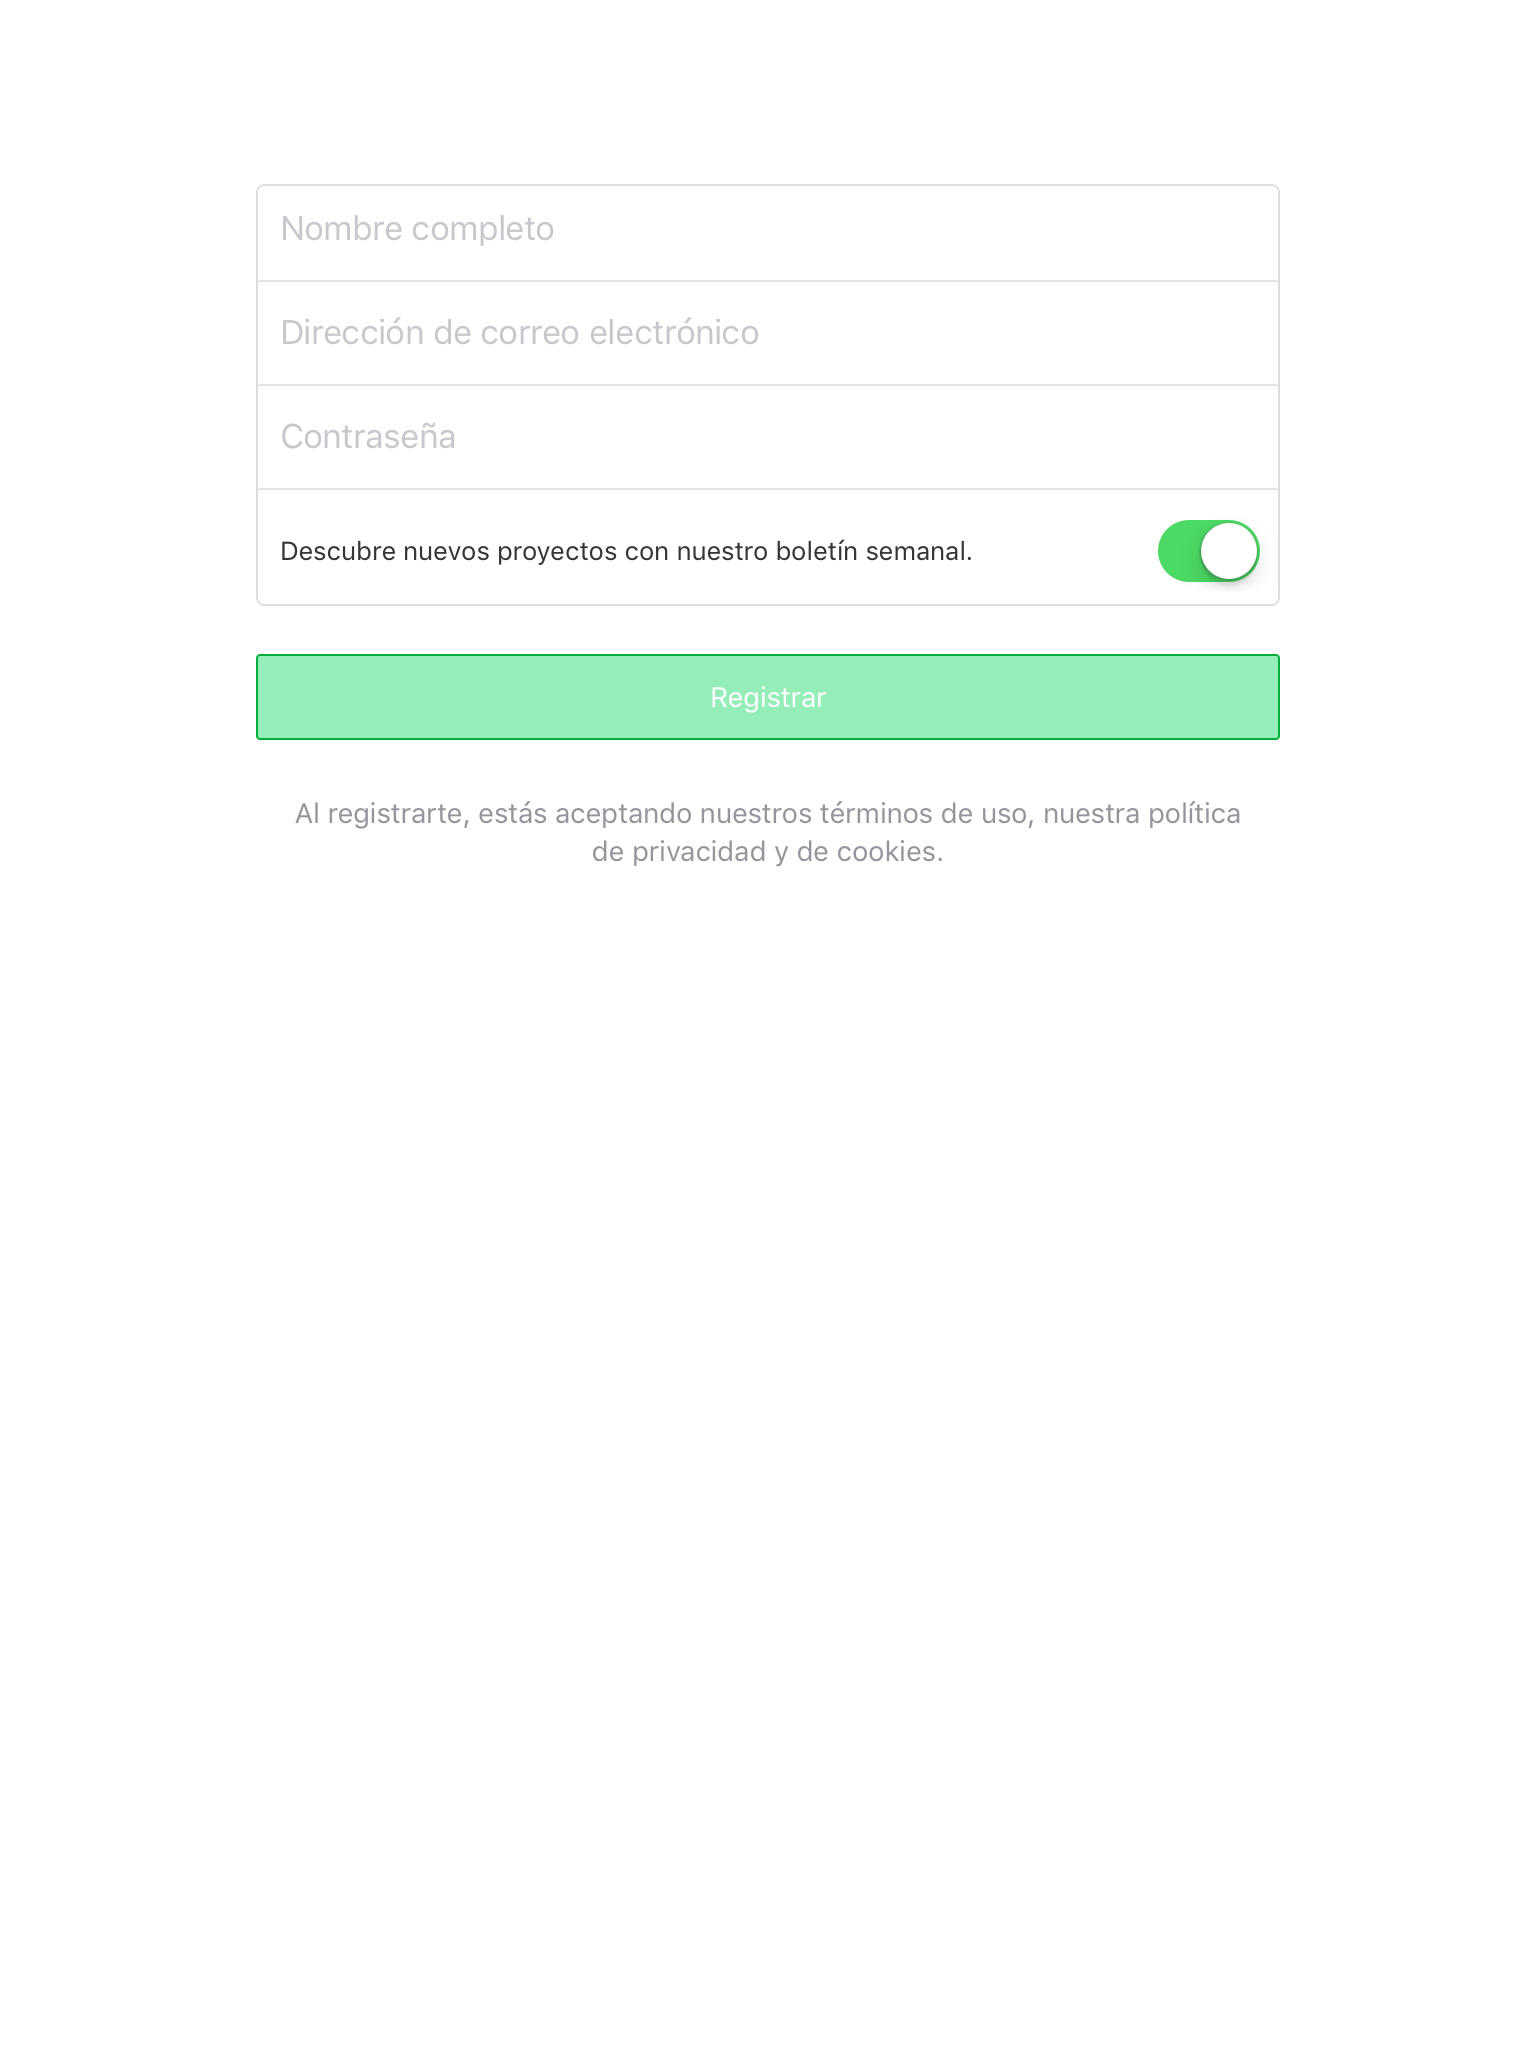 Nombre completo
Dirección de correo electrónico
Contraseña
Descubre nuevos proyectos con nuestro boletín semanal.
Registrar
Al registrarte, estás aceptando nuestros términos de uso, nuestra política
de privacidad y de cookies.